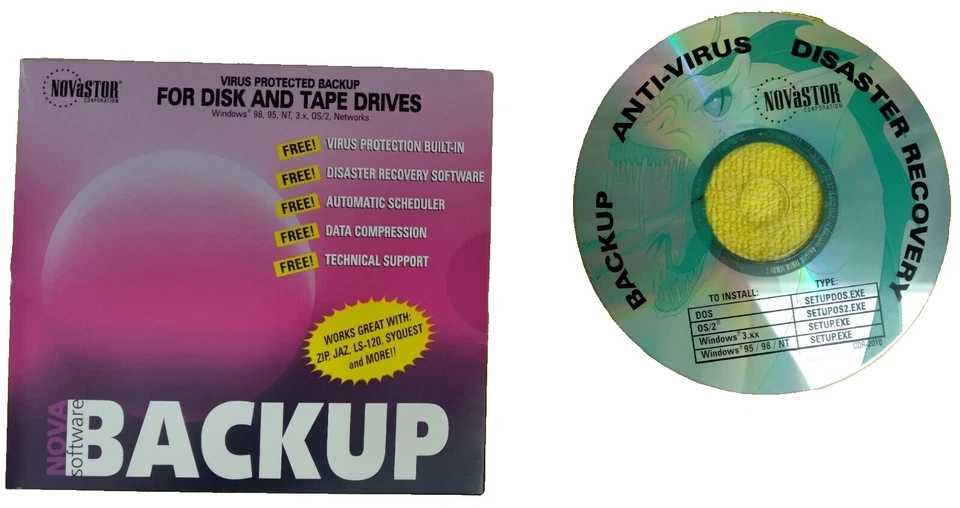 NOVaSTOR®
CORPORATION
VIRUS PROTECTED BACKUP
FOR DISK AND TAPE DRIVES
Windows® 98, 95, NT, 3.x, OS/2, Networks
FREE! VIRUS PROTECTION BUILT-IN
FREE! DISASTER RECOVERY SOFTWARE
FREE! AUTOMATIC SCHEDULER
FREE! DATA COMPRESSION
FREE! TECHNICAL SUPPORT
WORKS GREAT WITH:
ZIP, JAZ, LS-120, SYQUEST
and MORE!!
NOVA
software
BACKUP
BACKUP ANTI-VIRUS DISASTER RECOVERY
NOVaSTOR®
CORPORATION
TO INSTALL: TYPE:
DOS SETUPDOS.EXE
OS/2® SETUPOS2.EXE
Windows® 3.xx SETUP.EXE
Windows® 95 / 98 / NT SETUP.EXE
CDR-2010